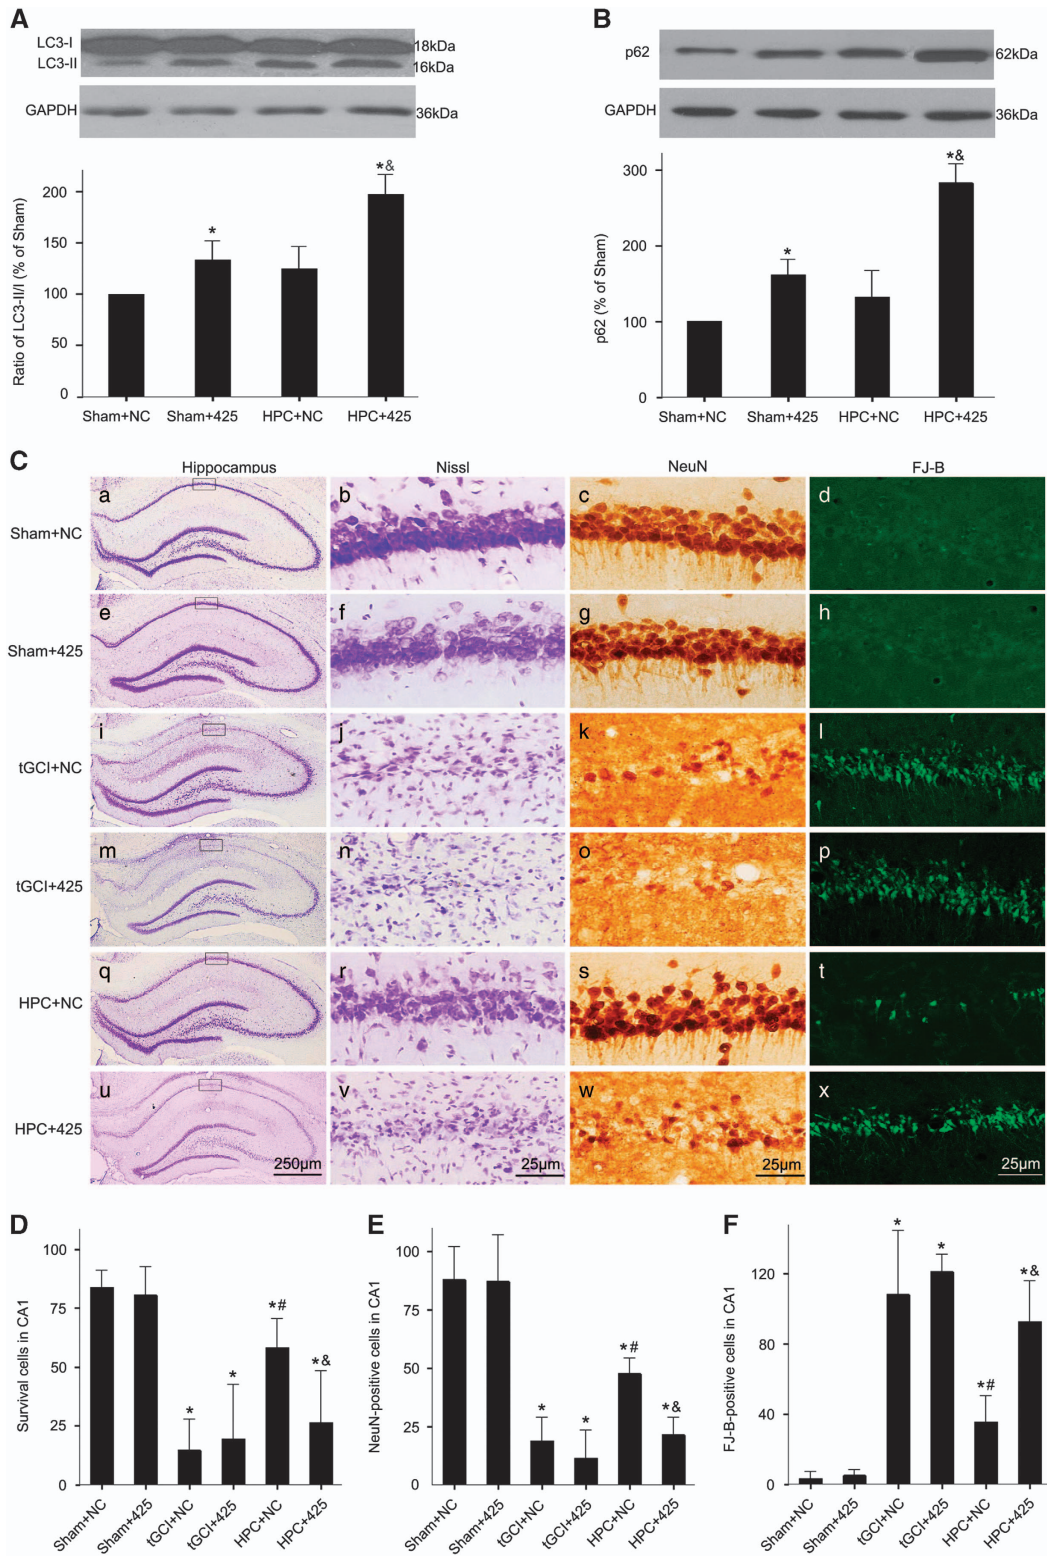 A
LC3-I
18kDa
LC3-II
16kDa
GAPDH
36kDa
*&
*
Ratio of LC3-II/I (% of Sham)
200
150
100
50
0
Sham+NC Sham+425 HPC+NC HPC+425
B
p62
62kDa
GAPDH
36kDa
*&
*
p62 (% of Sham)
300
200
100
0
Sham+NC Sham+425 HPC+NC HPC+425
C
Hippocampus Nissl NeuN FJ-B
Sham+NC a b c d
Sham+425 e f g h
tGCI+NC i j k l
tGCI+425 m n o p
HPC+NC q r s t
HPC+425 u v w x
250μm 25μm 25μm 25μm
D
Survival cells in CA1
100
75
50
25
0
* * *# *&
Sham+NC Sham+425 tGCI+NC tGCI+425 HPC+NC HPC+425
E
NeuN-positive cells in CA1
100
75
50
25
0
* * *# *&
Sham+NC Sham+425 tGCI+NC tGCI+425 HPC+NC HPC+425
F
FJ-B-positive cells in CA1
120
80
40
0
* * *# *&
Sham+NC Sham+425 tGCI+NC tGCI+425 HPC+NC HPC+425